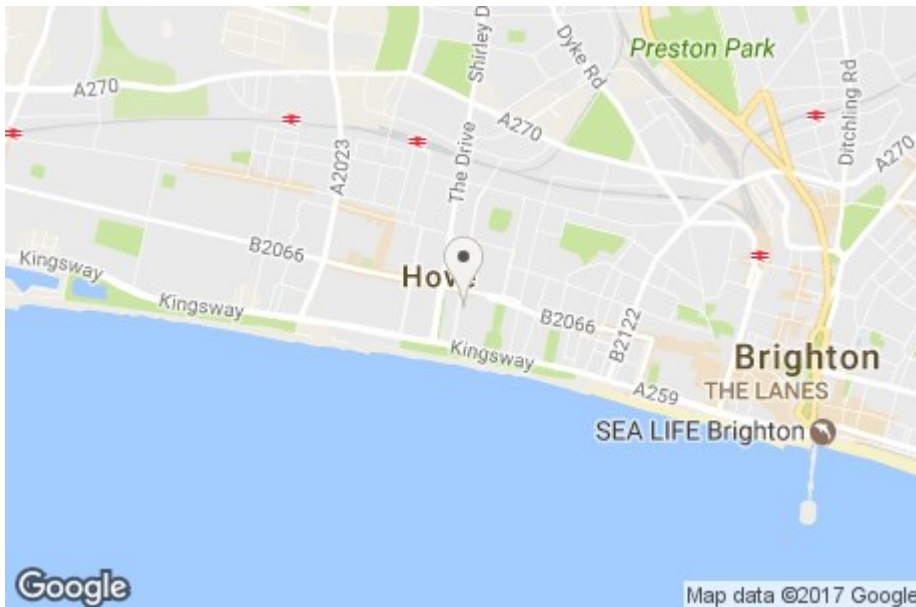 Preston Park
Shirley D
Dyke Rd
Ditchling Rd
A270
A270
A270
The Drive
A2023
B2066
Kingsway
Hov
Kingsway
B2066
B2122
Kingsway
Brighton
THE LANES
A259
SEA LIFE Brighton
Google
Map data ©2017 Google